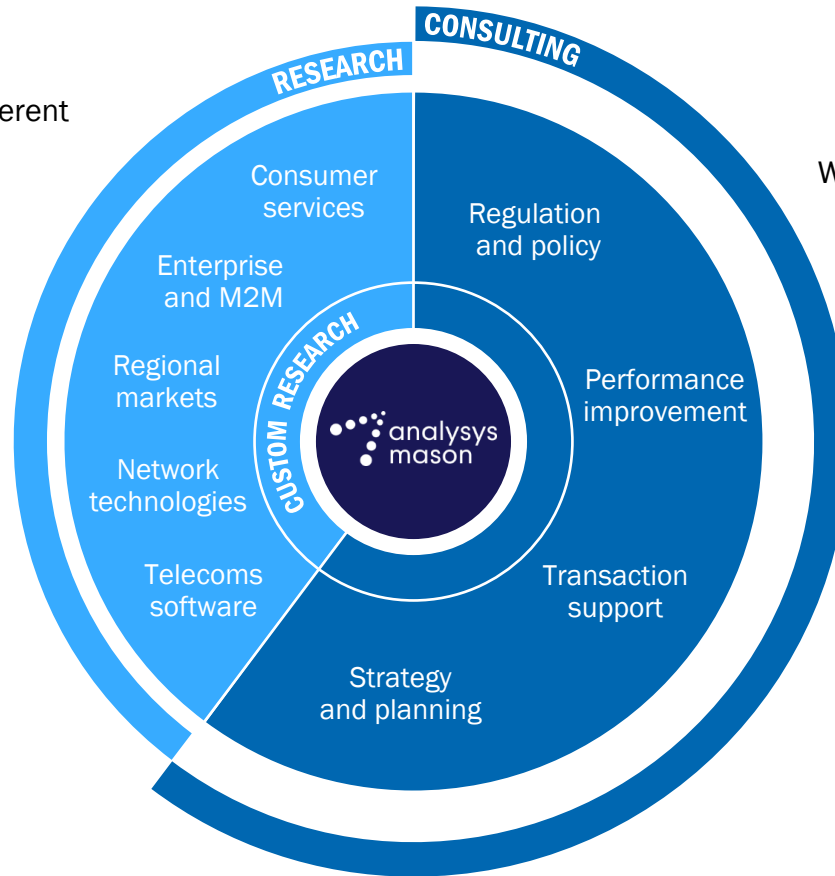 CONSULTING
RESEARCH
erent
W
Consumer
services
Regulation
and policy
Enterprise
and M2M
Regional
markets
CUSTOM RESEARCH
Performance
improvement
analysys
mason
Network
technologies
Telecoms
software
Transaction
support
Strategy
and planning